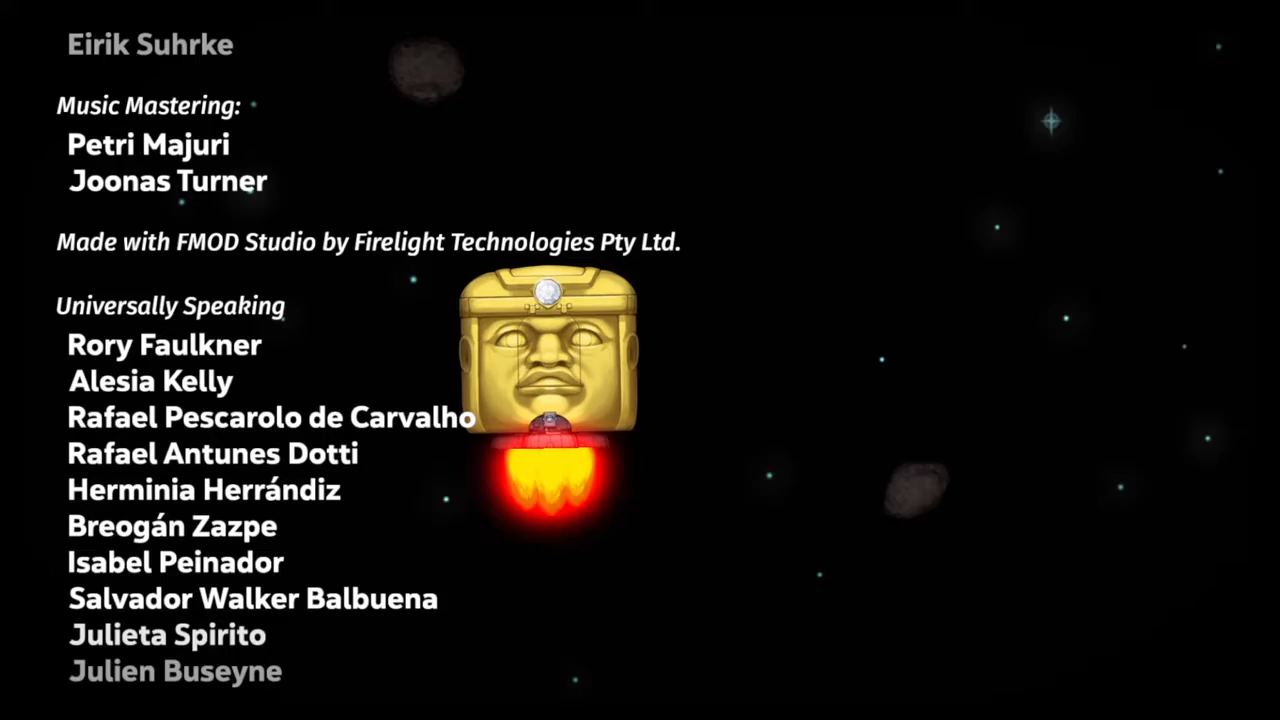 Eirik Suhrke
Music Mastering:
Petri Majuri
Joonas Turner
Made with FMOD Studio by Firelight Technologies Pty Ltd.
Universally Speaking
Rory Faulkner
Alesia Kelly
Rafael Pescarolo de Carvalho
Rafael Antunes Dotti
Herminia Herrándiz
Breogán Zazpe
Isabel Peinador
Salvador Walker Balbuena
Julieta Spirito
Julien Buseyne